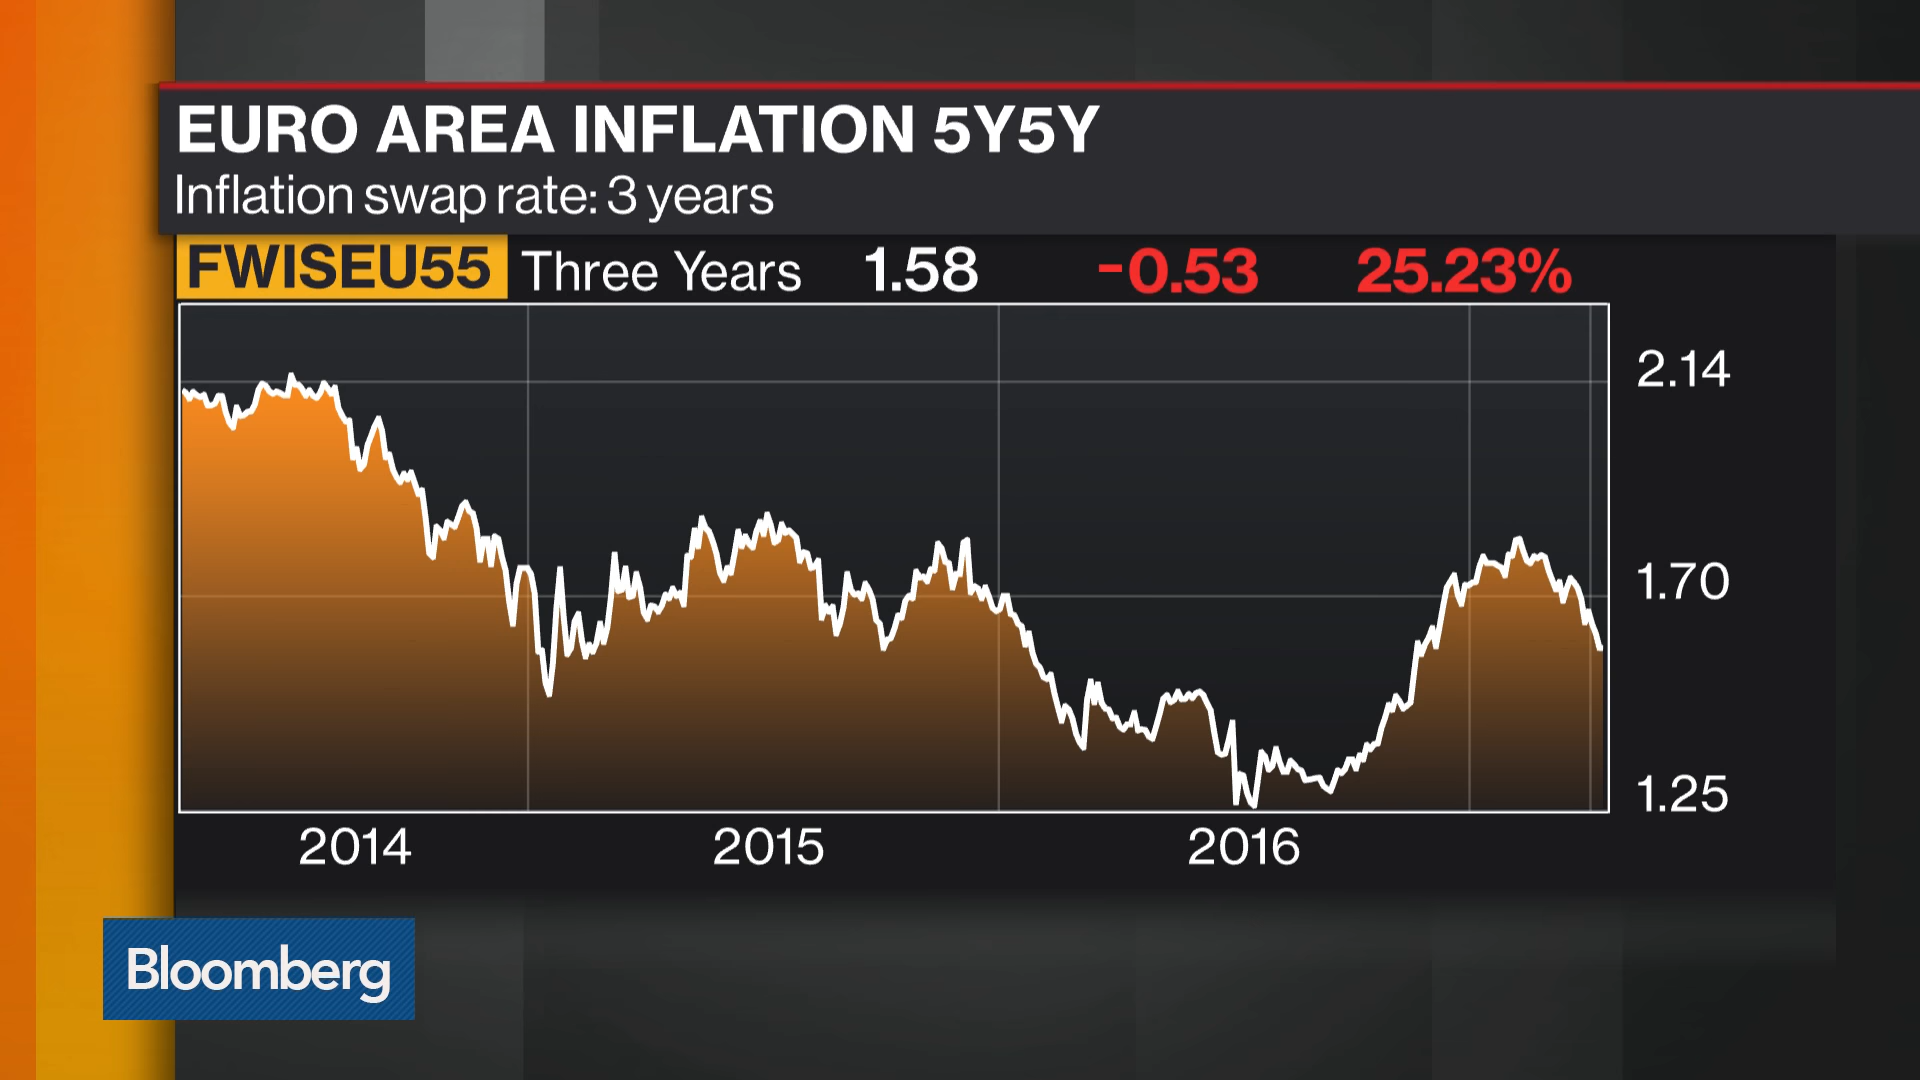 EURO AREA INFLATION 5Y5Y
Inflation swap rate: 3 years
FWISEU55 Three Years 1.58 -0.53 25.23%
2.14
1.70
1.25
2014 2015 2016
Bloomberg